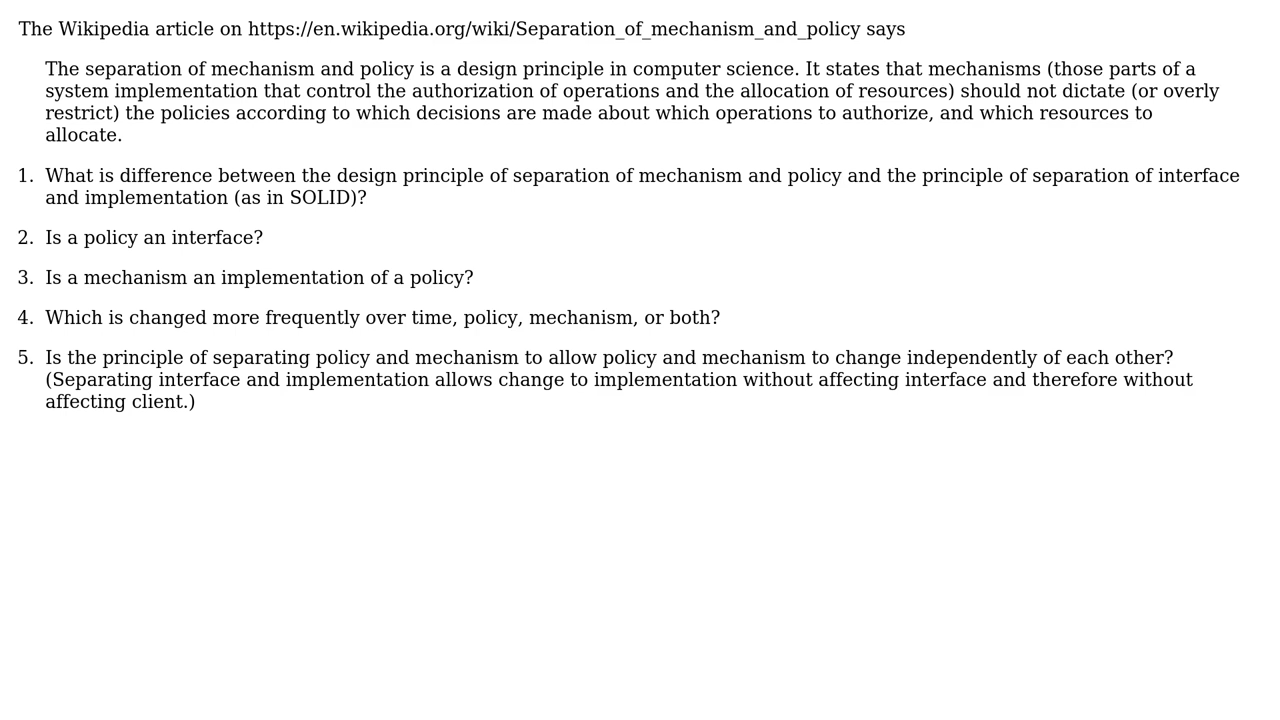 The Wikipedia article on https://en.wikipedia.org/wiki/Separation_of_mechanism_and_policy says
The separation of mechanism and policy is a design principle in computer science. It states that mechanisms (those parts of a
system implementation that control the authorization of operations and the allocation of resources) should not dictate (or overly
restrict) the policies according to which decisions are made about which operations to authorize, and which resources to
allocate.
1. What is difference between the design principle of separation of mechanism and policy and the principle of separation of interface
and implementation (as in SOLID)?
2. Is a policy an interface?
3. Is a mechanism an implementation of a policy?
4. Which is changed more frequently over time, policy, mechanism, or both?
5. Is the principle of separating policy and mechanism to allow policy and mechanism to change independently of each other?
(Separating interface and implementation allows change to implementation without affecting interface and therefore without
affecting client.)